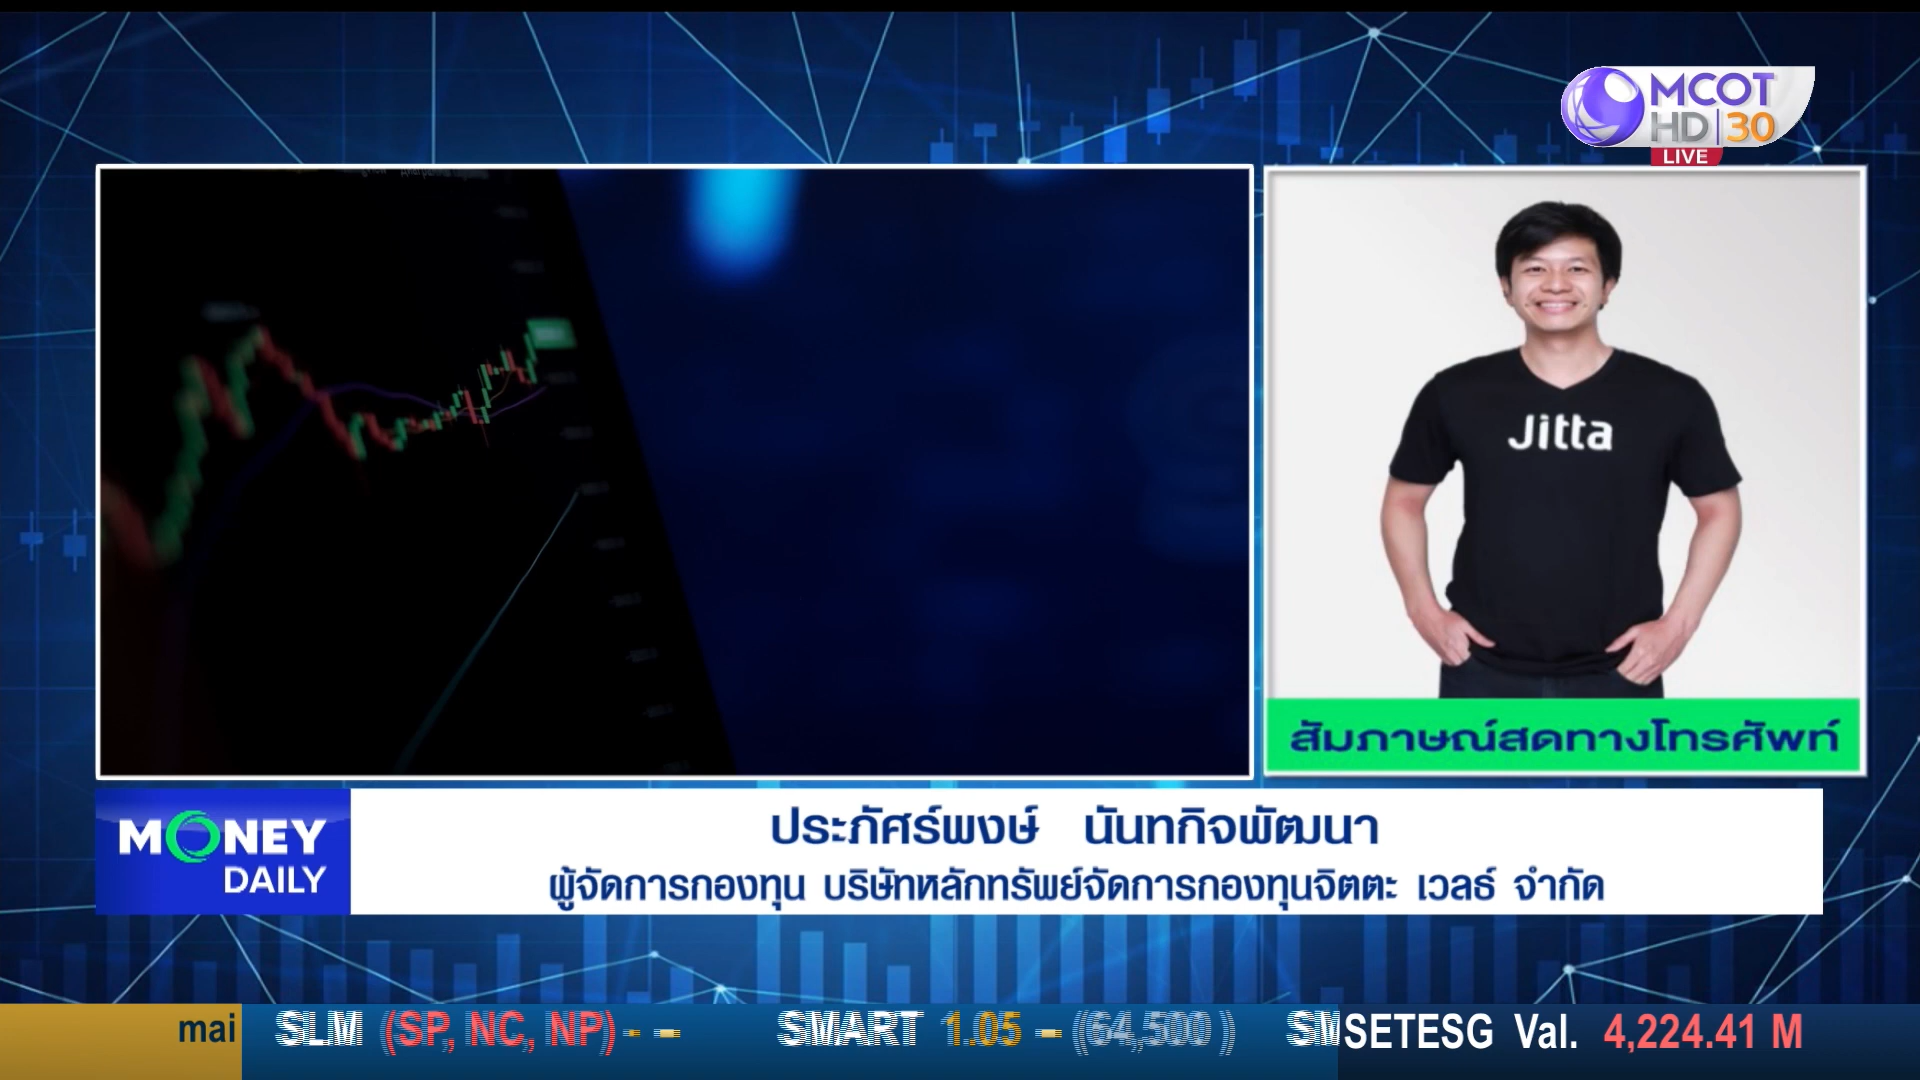 MCOT
HD 30
LIVE
Jitta
สัมภาษณ์สดทางโทรศัพท์
MONEY
DAILY
ประภัศร์พงษ์ นันทกิจพัฒนา
ผู้จัดการกองทุน บริษัทหลักทรัพย์จัดการกองทุนจิตตะ เวลธ์ จำกัด
mai SLM (SP, NC, NP) - - SMART 1.05 - (64,500) SM SETESG Val. 4,224.41 M